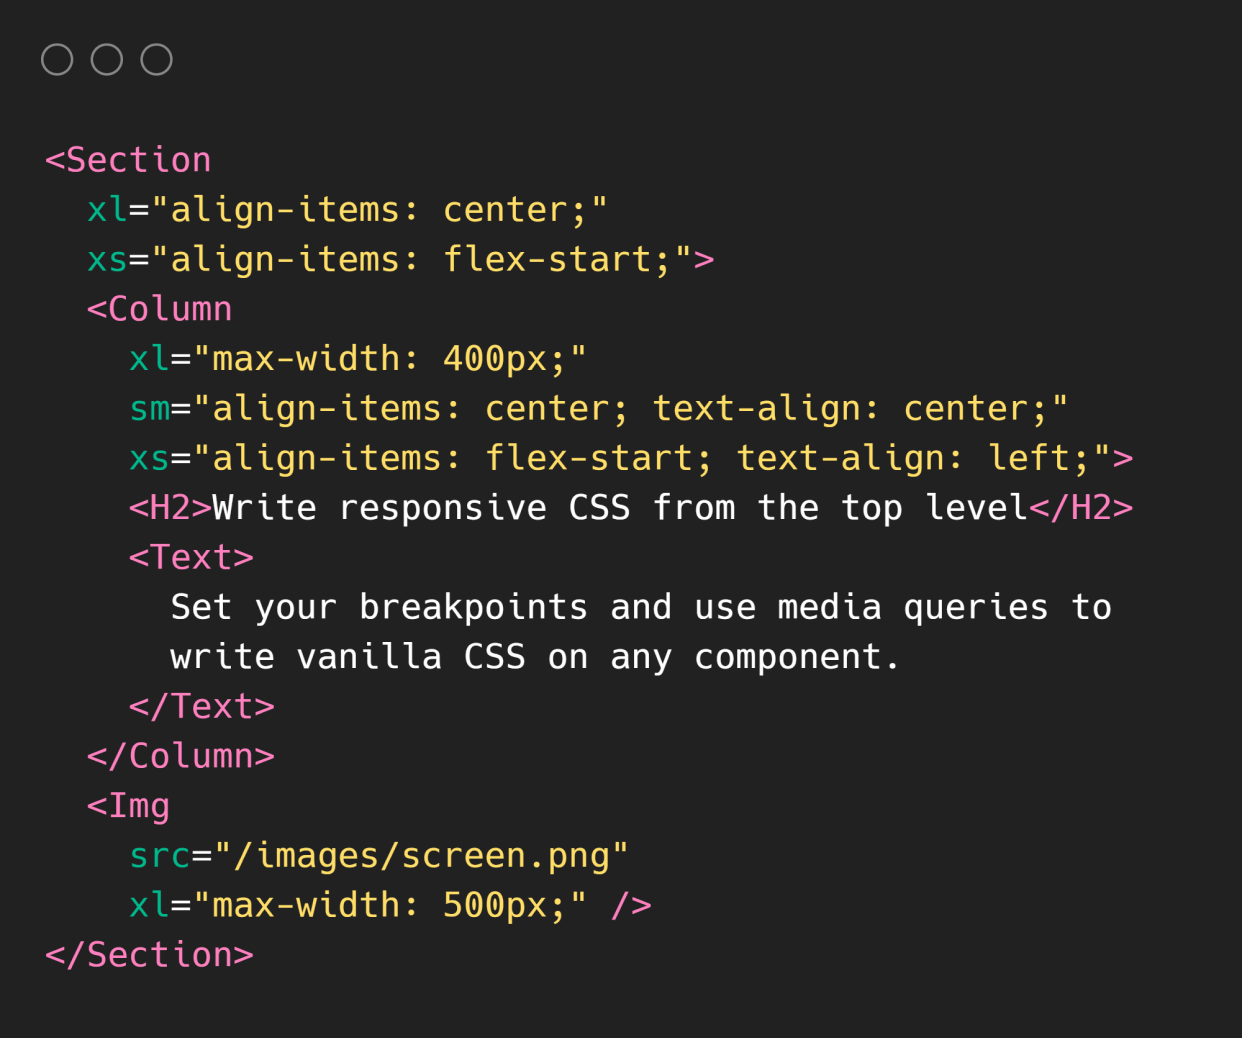 <Section
  xl="align-items: center;"
  xs="align-items: flex-start;">
  <Column
    xl="max-width: 400px;"
    sm="align-items: center; text-align: center;"
    xs="align-items: flex-start; text-align: left;">
    <H2>Write responsive CSS from the top level</H2>
    <Text>
      Set your breakpoints and use media queries to
      write vanilla CSS on any component.
    </Text>
  </Column>
  <Img
    src="/images/screen.png"
    xl="max-width: 500px;" />
</Section>